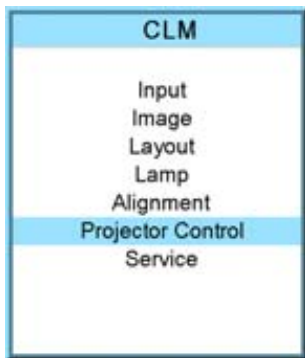 CLM
Input
Image
Layout
Lamp
Alignment
Projector Control
Service